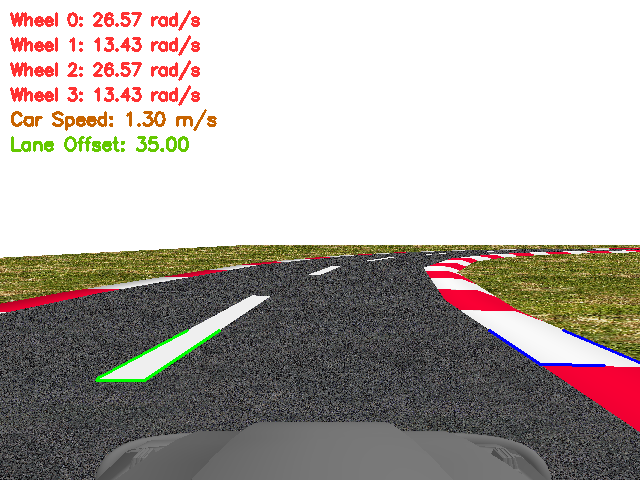 Wheel 0: 26.57 rad/s
Wheel 1: 13.43 rad/s
Wheel 2: 26.57 rad/s
Wheel 3: 13.43 rad/s
Car Speed: 1.30 m/s
Lane Offset: 35.00